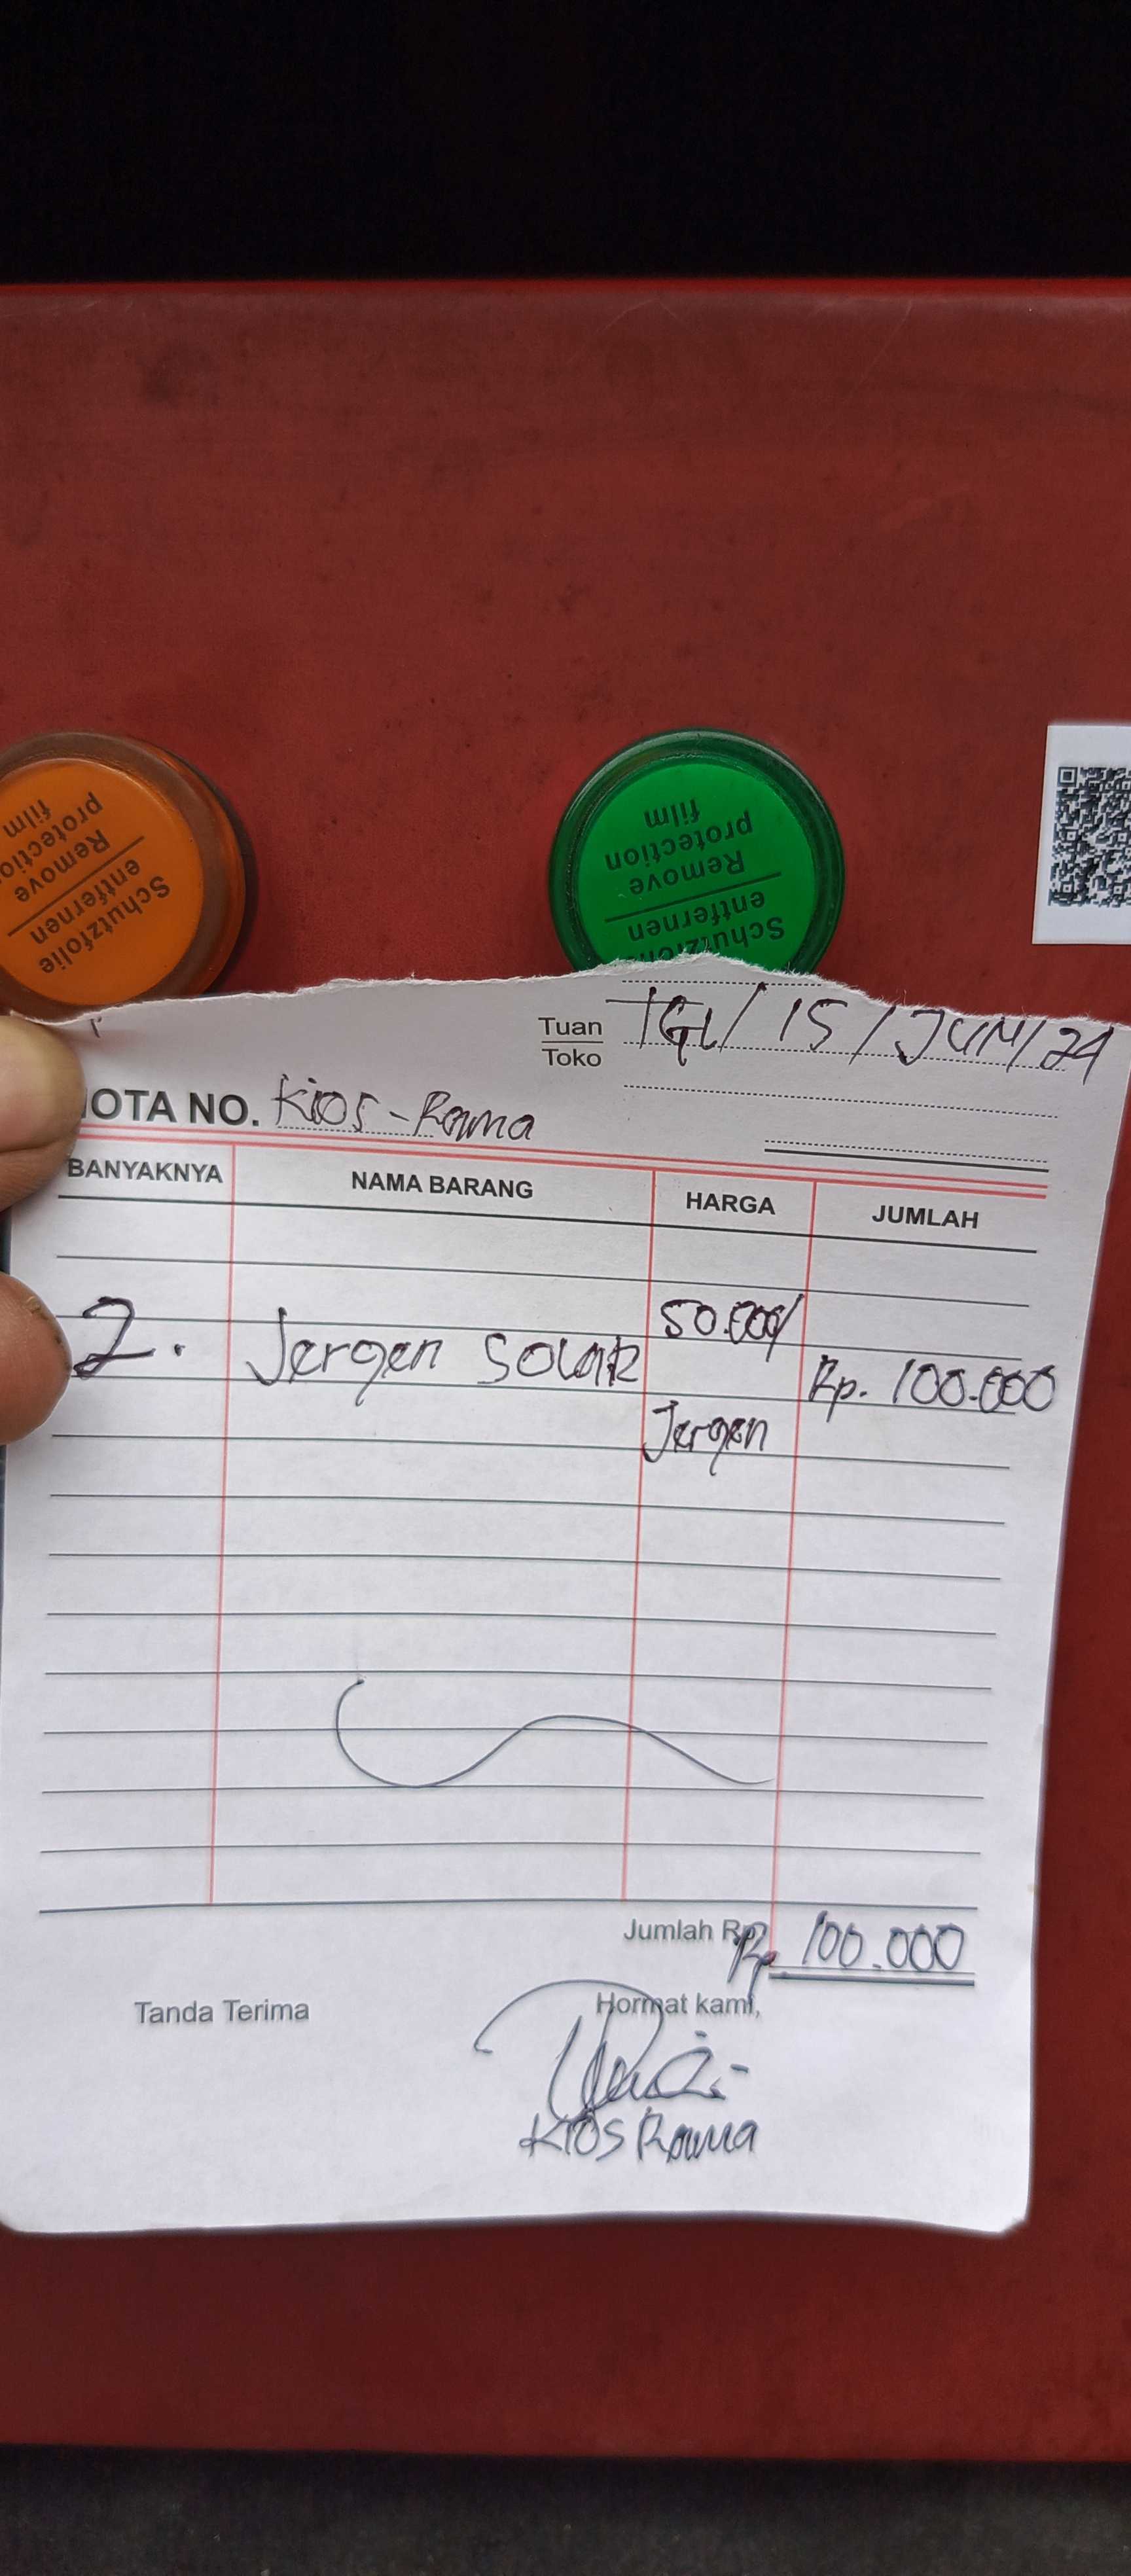 Schutzfolie
entfernen
Remove
protection
film
entfernen
Remove
protection
film
Tuan
Toko
TGL/ 15 / JUNI/24
NOTA NO. Kios - Rama
BANYAKNYA NAMA BARANG HARGA JUMLAH
2. Jergen SOLAR 50.000/ Jergen Rp. 100.000
Jumlah Rp. Rp 100.000
Tanda Terima Hormat kami,
KIOS Rama